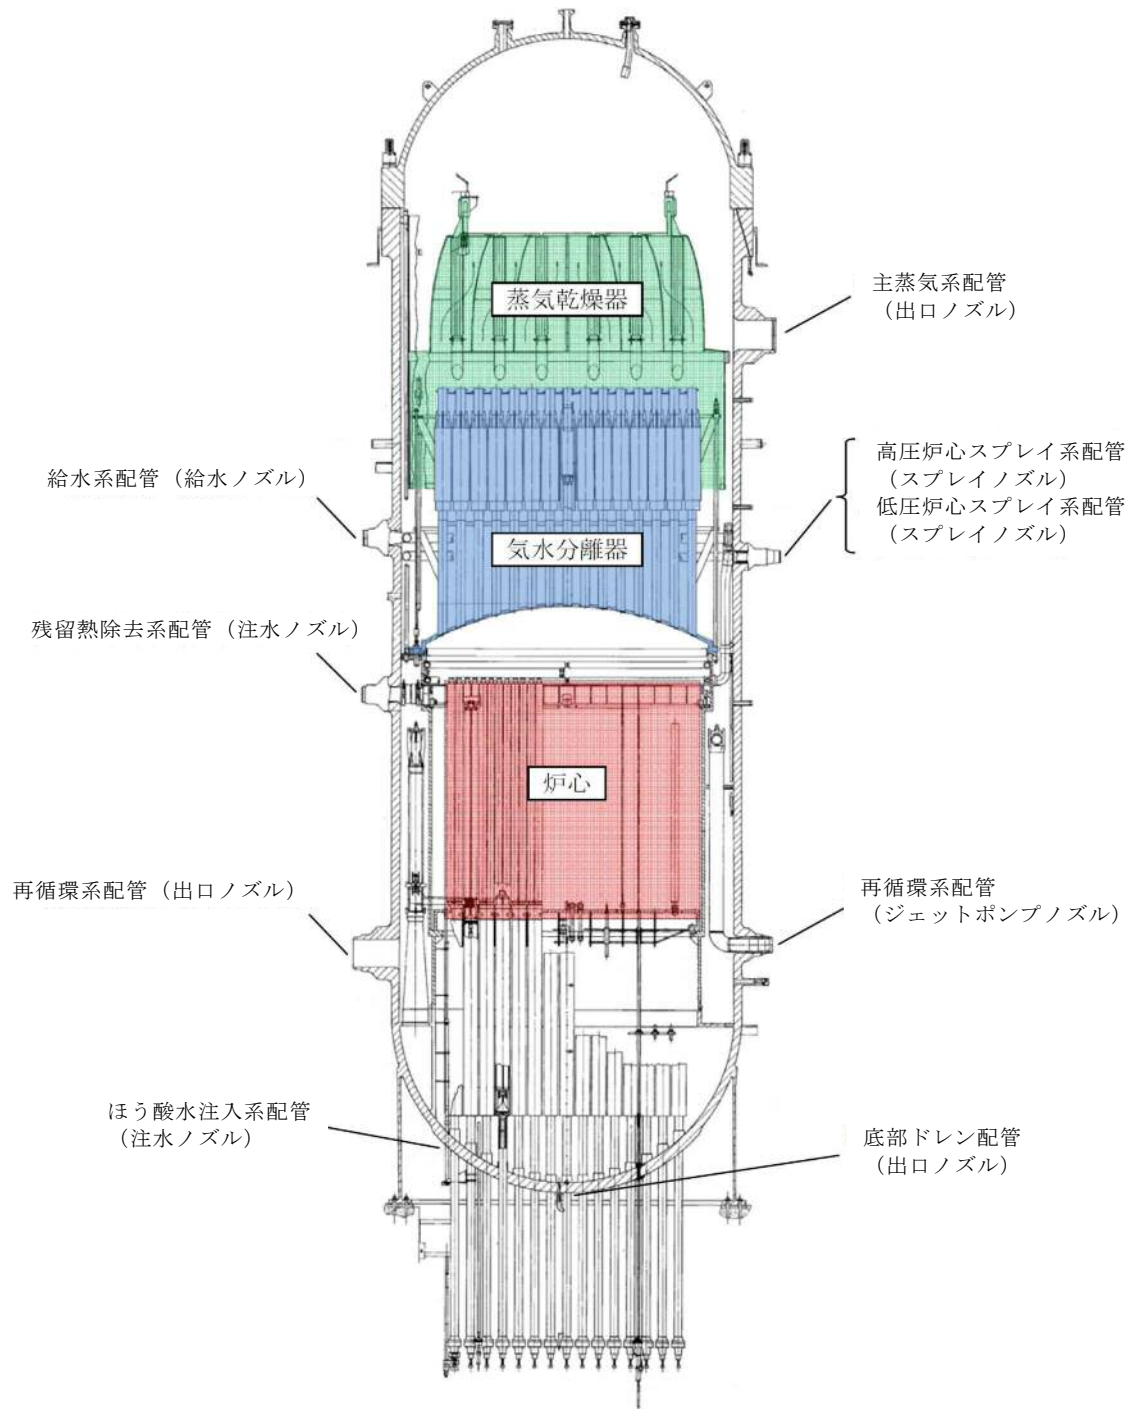 蒸気乾燥器
主蒸気系配管
（出口ノズル）
高圧炉心スプレイ系配管
（スプレイノズル）
低圧炉心スプレイ系配管
（スプレイノズル）
給水系配管（給水ノズル）
気水分離器
残留熱除去系配管（注水ノズル）
炉心
再循環系配管（出口ノズル）
再循環系配管
（ジェットポンプノズル）
ほう酸水注入系配管
（注水ノズル）
底部ドレン配管
（出口ノズル）